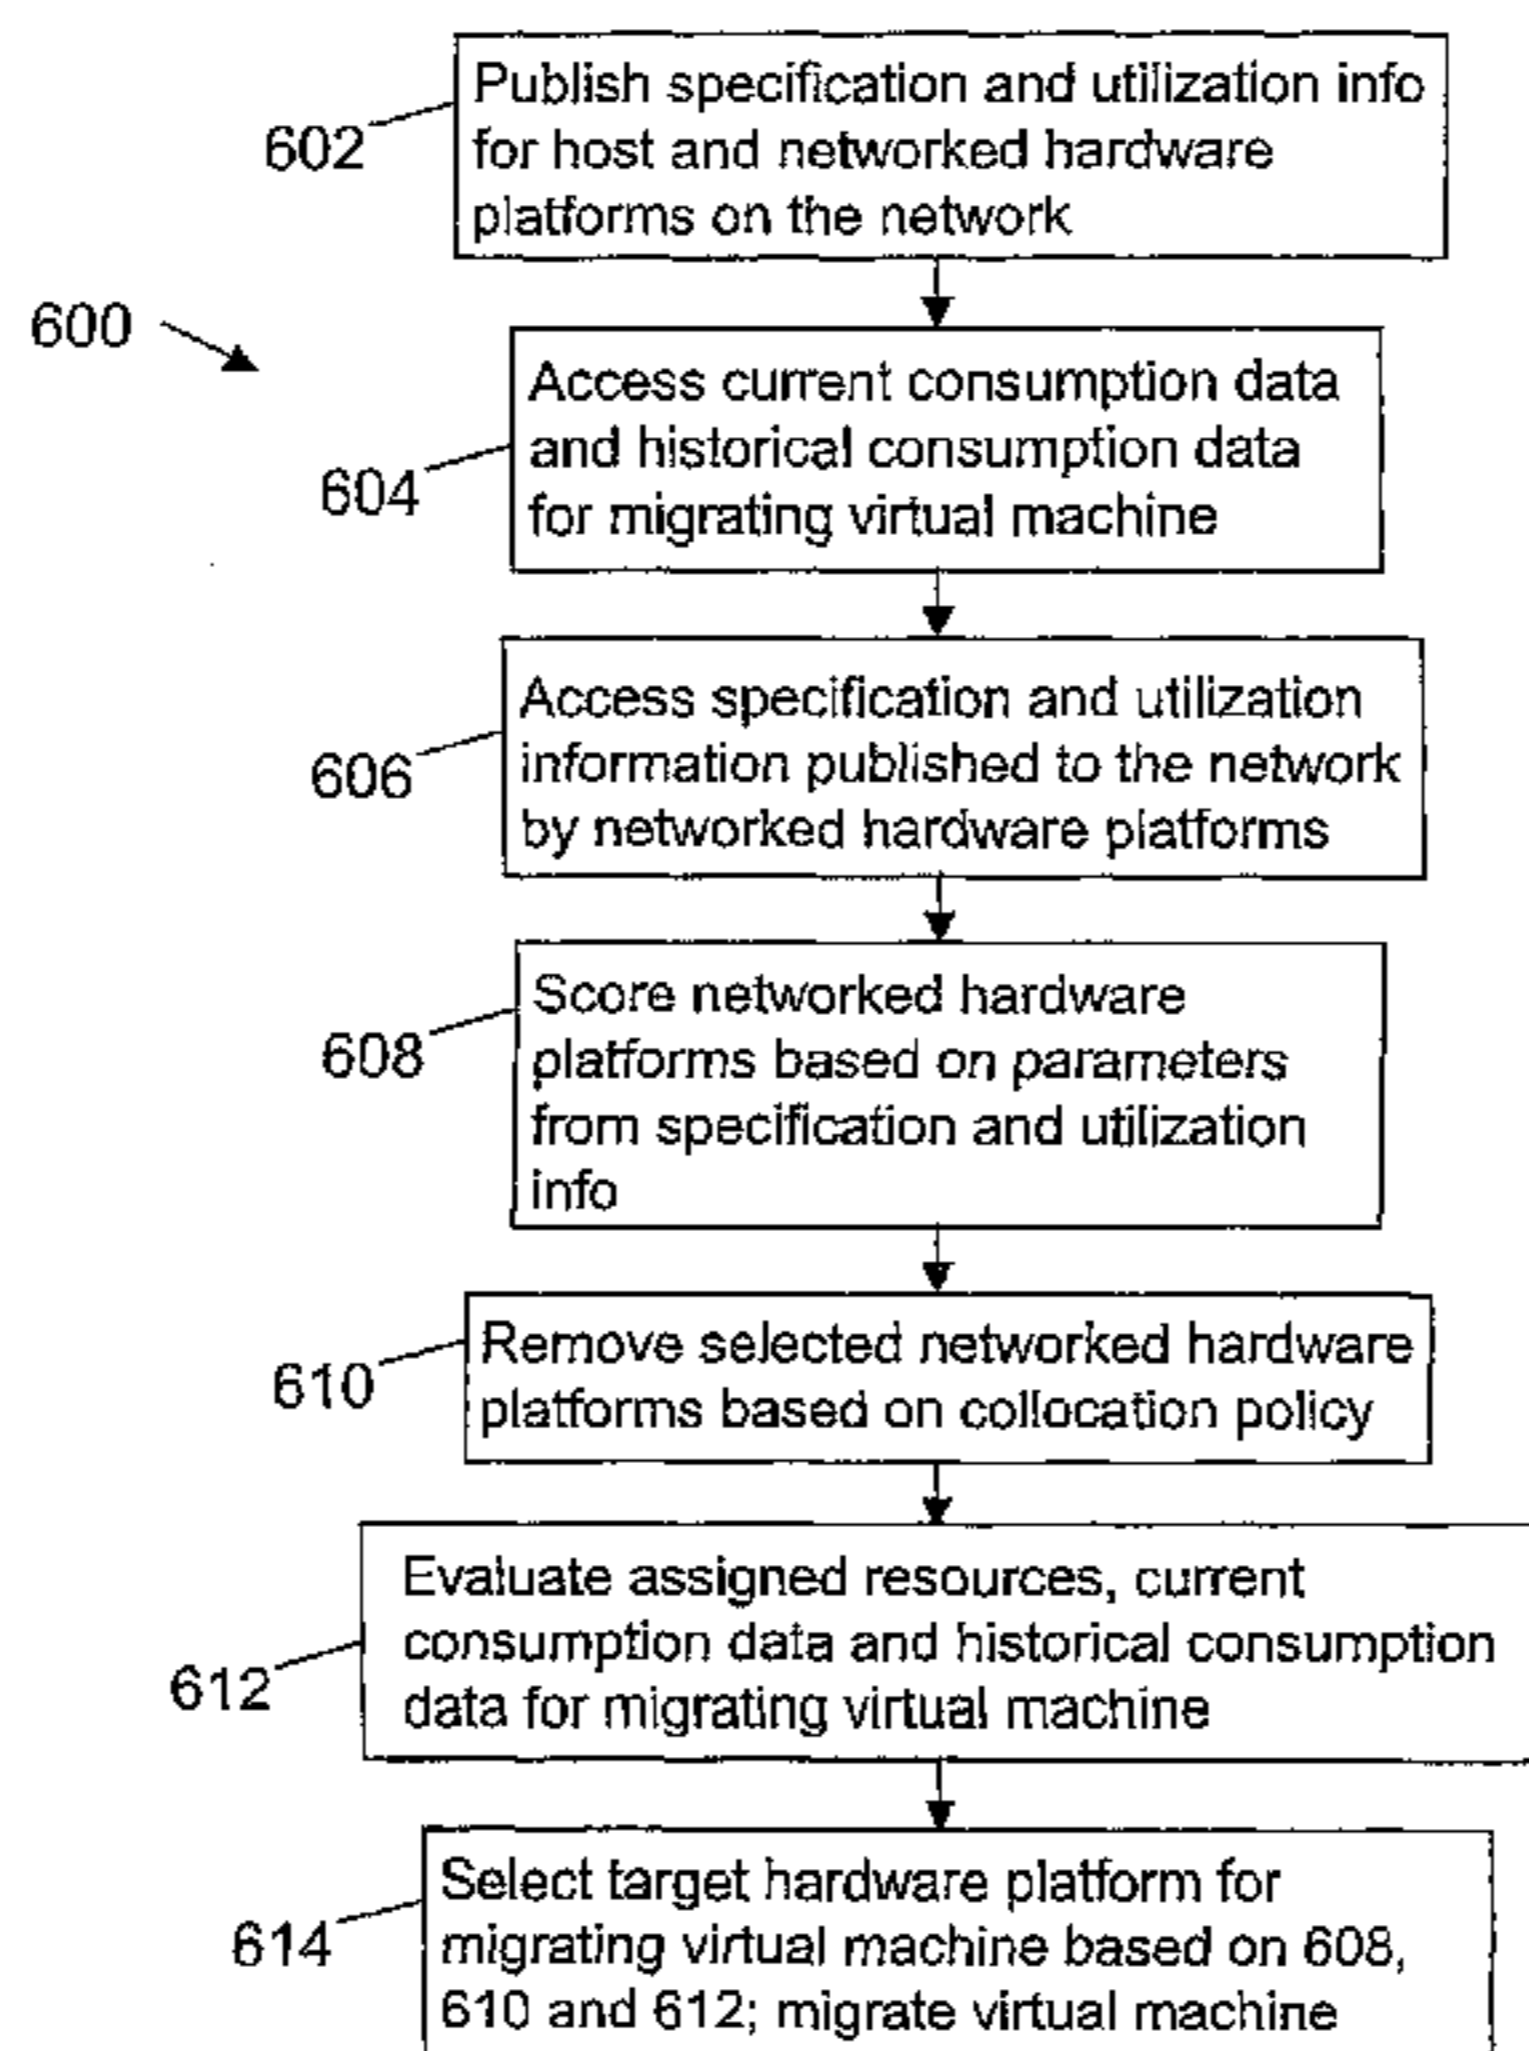 Publish specification and utilization info
for host and networked hardware
platforms on the network
602
600
Access current consumption data
and historical consumption data
for migrating virtual machine
604
Access specification and utilization
information published to the network
by networked hardware platforms
606
Score networked hardware
platforms based on parameters
from specification and utilization
info
608
Remove selected networked hardware
platforms based on collocation policy
610
Evaluate assigned resources, current
consumption data and historical consumption
data for migrating virtual machine
612
Select target hardware platform for
migrating virtual machine based on 608,
610 and 612; migrate virtual machine
614